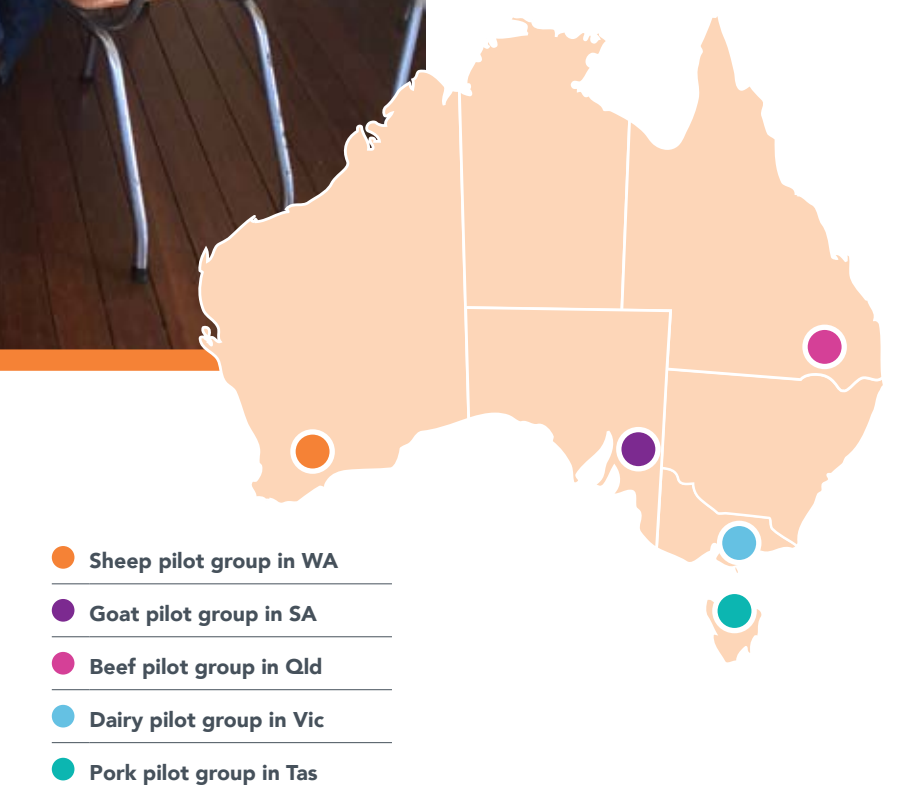 Sheep pilot group in WA
Goat pilot group in SA
Beef pilot group in Qld
Dairy pilot group in Vic
Pork pilot group in Tas